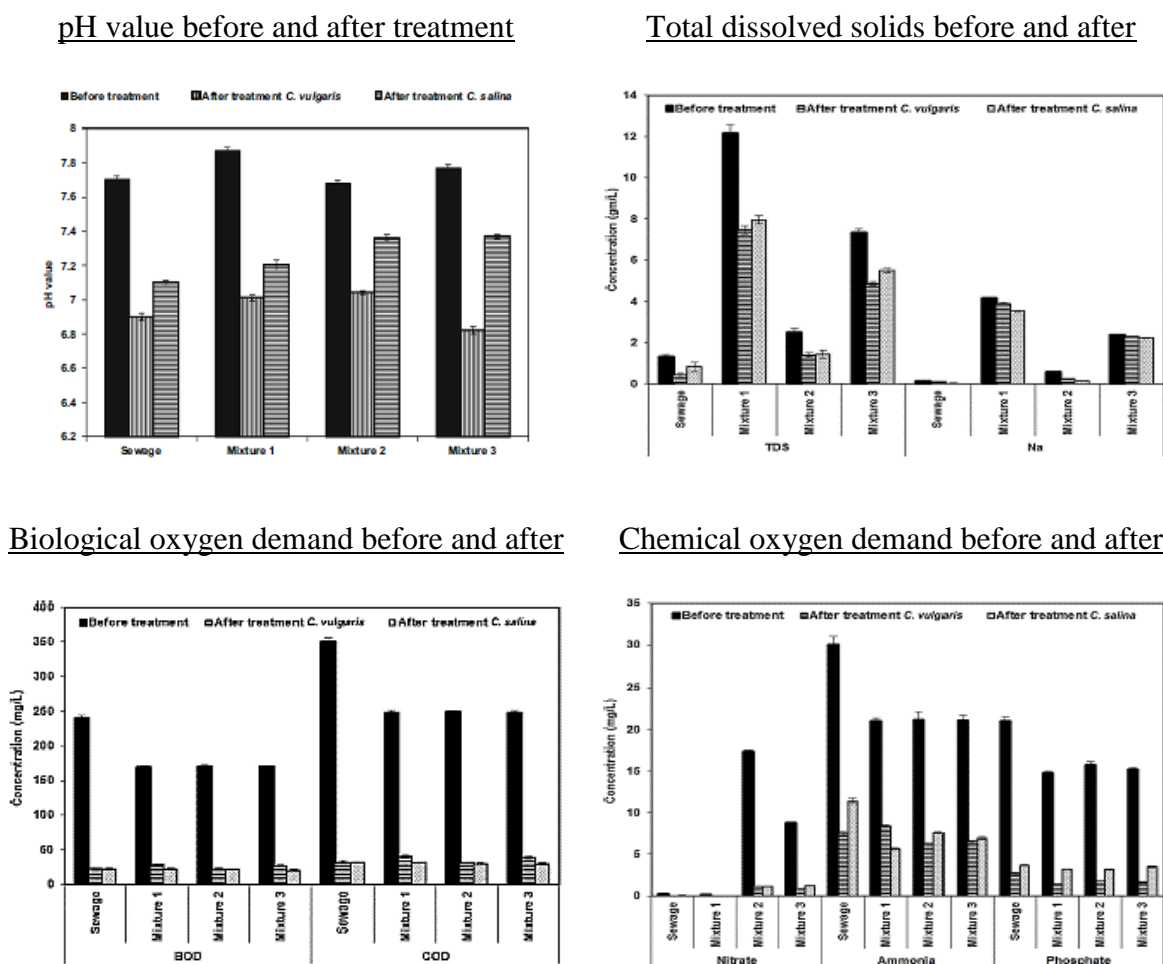 pH value before and after treatment
Before treatment After treatment C. vulgaris After treatment C. salina
8
7.8
7.6
7.4
7.2
7
6.8
6.6
6.4
6.2
pH value
Sewage Mixture 1 Mixture 2 Mixture 3
Total dissolved solids before and after
Before treatment After treatment C. vulgaris After treatment C. salina
14
12
10
8
6
4
2
0
Concentration (gm/L)
Sewage Mixture 1 Mixture 2 Mixture 3 Sewage Mixture 1 Mixture 2 Mixture 3
TDS Na
Biological oxygen demand before and after
Before treatment After treatment C. vulgaris After treatment C. salina
400
350
300
250
200
150
100
50
0
Concentration (mg/L)
Sewage Mixture 1 Mixture 2 Mixture 3 Sewage Mixture 1 Mixture 2 Mixture 3
BOD COD
Chemical oxygen demand before and after
Before treatment After treatment C. vulgaris After treatment C. salina
35
30
25
20
15
10
5
0
Concentration (mg/L)
Sewage Mixture 1 Mixture 2 Mixture 3 Sewage Mixture 1 Mixture 2 Mixture 3 Sewage Mixture 1 Mixture 2 Mixture 3
Nitrate Ammonia Phosphate